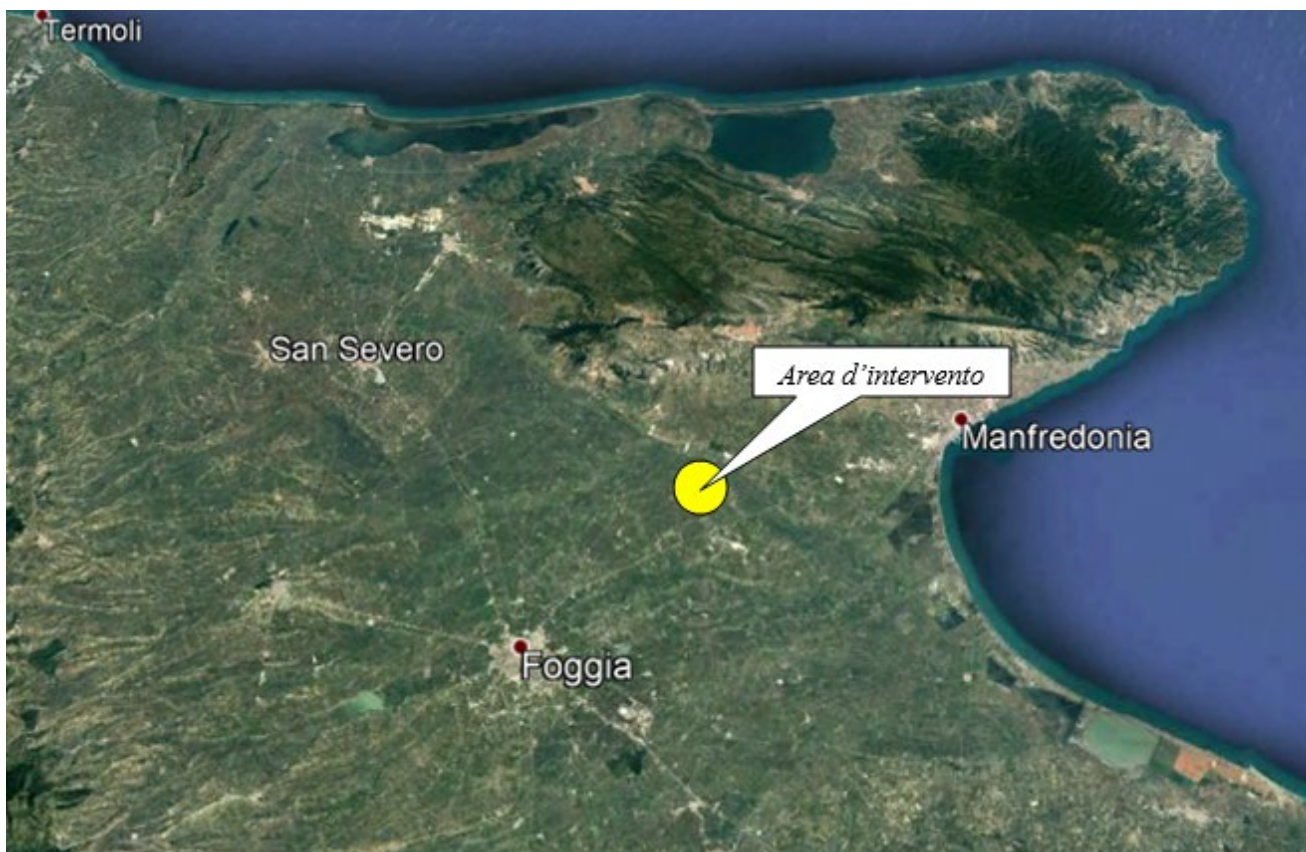 Termoli
San Severo
Area d’intervento
Manfredonia
Foggia